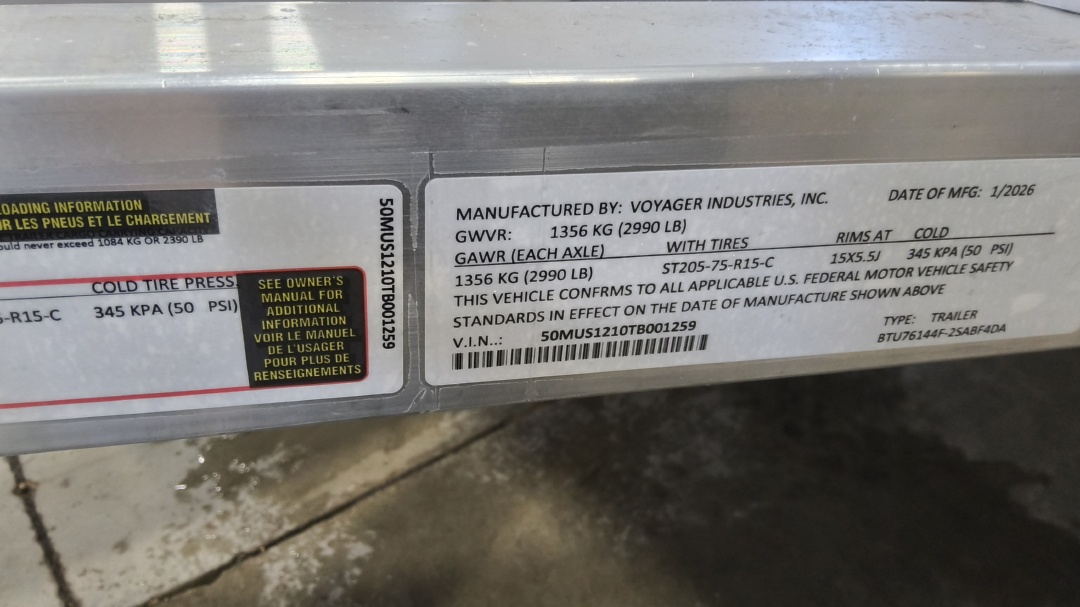 LOADING INFORMATION
R LES PNEUS ET LE CHARGEMENT
ould never exceed 1084 KG OR 2390 LB
COLD TIRE PRESS
-R15-C 345 KPA (50 PSI)
SEE OWNER'S
MANUAL FOR
ADDITIONAL
INFORMATION
VOIR LE MANUEL
DE L'USAGER
POUR PLUS DE
RENSEIGNEMENTS
50MUS1210TB001259
MANUFACTURED BY: VOYAGER INDUSTRIES, INC. DATE OF MFG: 1/2026
GWVR: 1356 KG (2990 LB)
GAWR (EACH AXLE) WITH TIRES RIMS AT COLD
1356 KG (2990 LB) ST205-75-R15-C 15X5.5J 345 KPA (50 PSI)
THIS VEHICLE CONFRMS TO ALL APPLICABLE U.S. FEDERAL MOTOR VEHICLE SAFETY
STANDARDS IN EFFECT ON THE DATE OF MANUFACTURE SHOWN ABOVE
V.I.N..: 50MUS1210TB001259 TYPE: TRAILER
BTU76144F-2SABF4DA